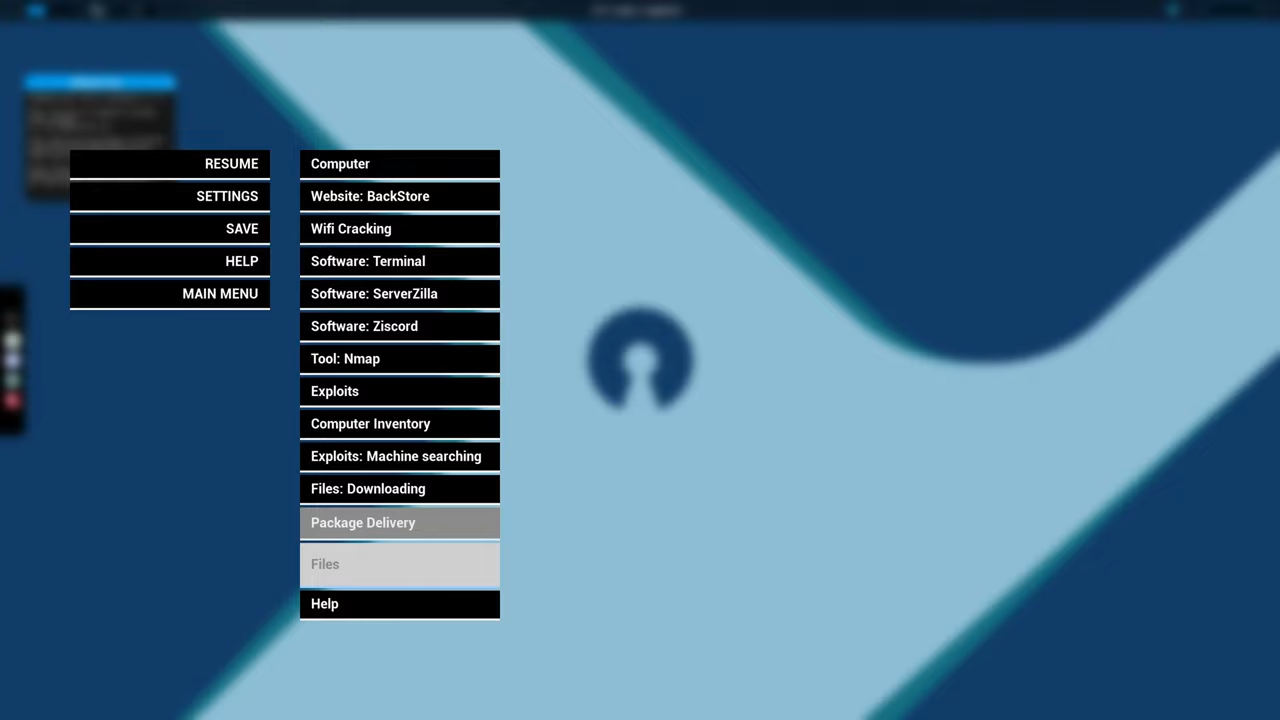 RESUME
SETTINGS
SAVE
HELP
MAIN MENU
Computer
Website: BackStore
Wifi Cracking
Software: Terminal
Software: ServerZilla
Software: Ziscord
Tool: Nmap
Exploits
Computer Inventory
Exploits: Machine searching
Files: Downloading
Package Delivery
Files
Help